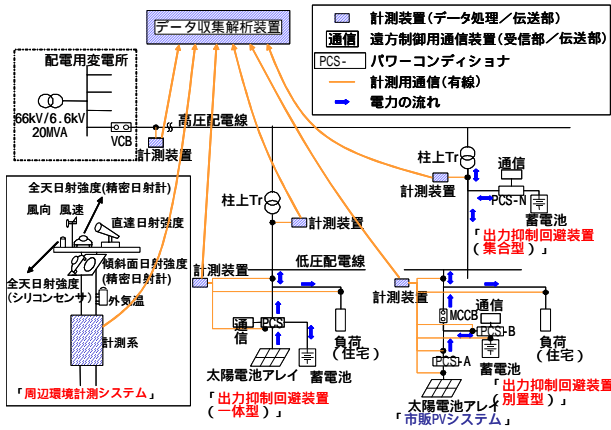 データ収集解析装置
計測装置(データ処理/伝送部)
通信 遠方制御用通信装置(受信部/伝送部)
PCS- パワーコンディショナ
計測用通信(有線)
電力の流れ
配電用変電所
66kV/6.6kV
20MVA
VCB
高圧配電線
計測装置
全天日射強度(精密日射計)
風向 風速
直達日射強度
傾斜面日射強度
(精密日射計)
全天日射強度
(シリコンセンサ)
外気温
計測系
「周辺環境計測システム」
柱上Tr
計測装置
低圧配電線
計測装置
通信
PCS
負荷
(住宅)
太陽電池アレイ
蓄電池
「出力抑制回避装置
(一体型)」
柱上Tr
通信
計測装置
PCS-N
蓄電池
「出力抑制回避装置
(集合型)」
計測装置
MCCB
通信
PCS-B
負荷
(住宅)
蓄電池
PCS-A
太陽電池アレイ
「出力抑制回避装置
(別置型)」
「市販PVシステム」